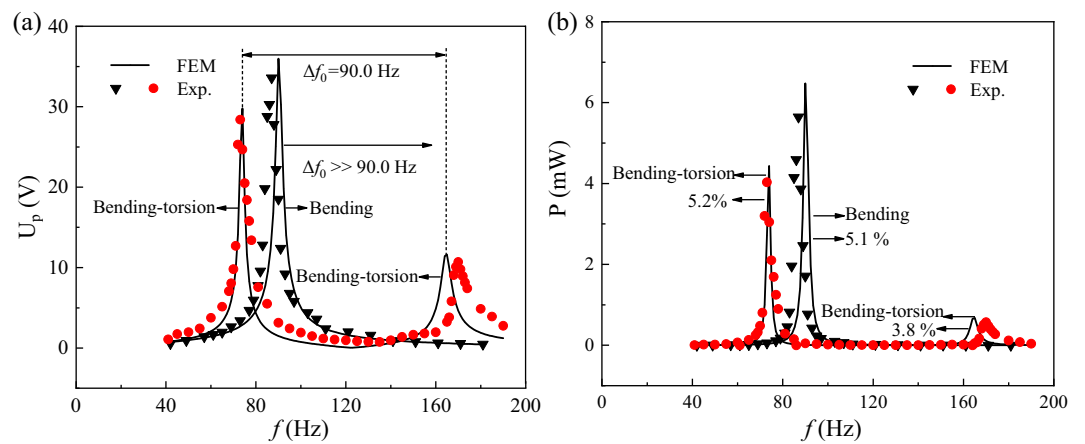 (a)
40
30
20
10
0
U_p (V)
Δf₀=90.0 Hz
FEM
Exp.
Δf₀ >> 90.0 Hz
Bending-torsion
Bending
Bending-torsion
40
80
120
160
200
f (Hz)
(b)
8
6
4
2
0
P (mW)
FEM
Exp.
Bending-torsion
5.2%
Bending
5.1 %
Bending-torsion
3.8 %
0
40
80
120
160
200
f (Hz)